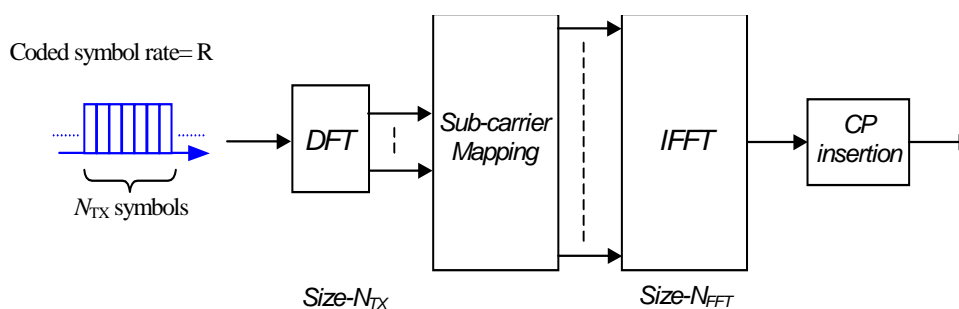 Coded symbol rate= R
DFT
Sub-carrier
Mapping
IFFT
CP
insertion
NTX symbols
Size-NTX
Size-NFFT